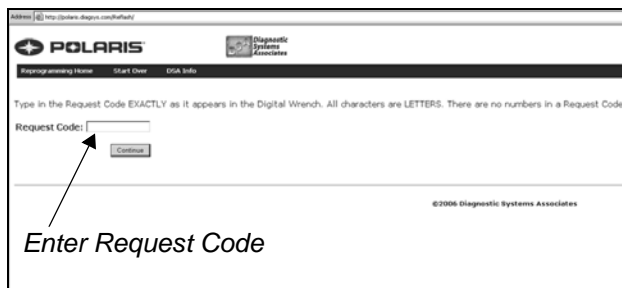 Address http://polaris.diagsys.com/Reflash/
POLARIS
Diagnostic
Systems
Associates
Reprogramming Home Start Over DSA Info
Type in the Request Code EXACTLY as it appears in the Digital Wrench. All characters are LETTERS. There are no numbers in a Request Code
Request Code:
Continue
©2006 Diagnostic Systems Associates
Enter Request Code